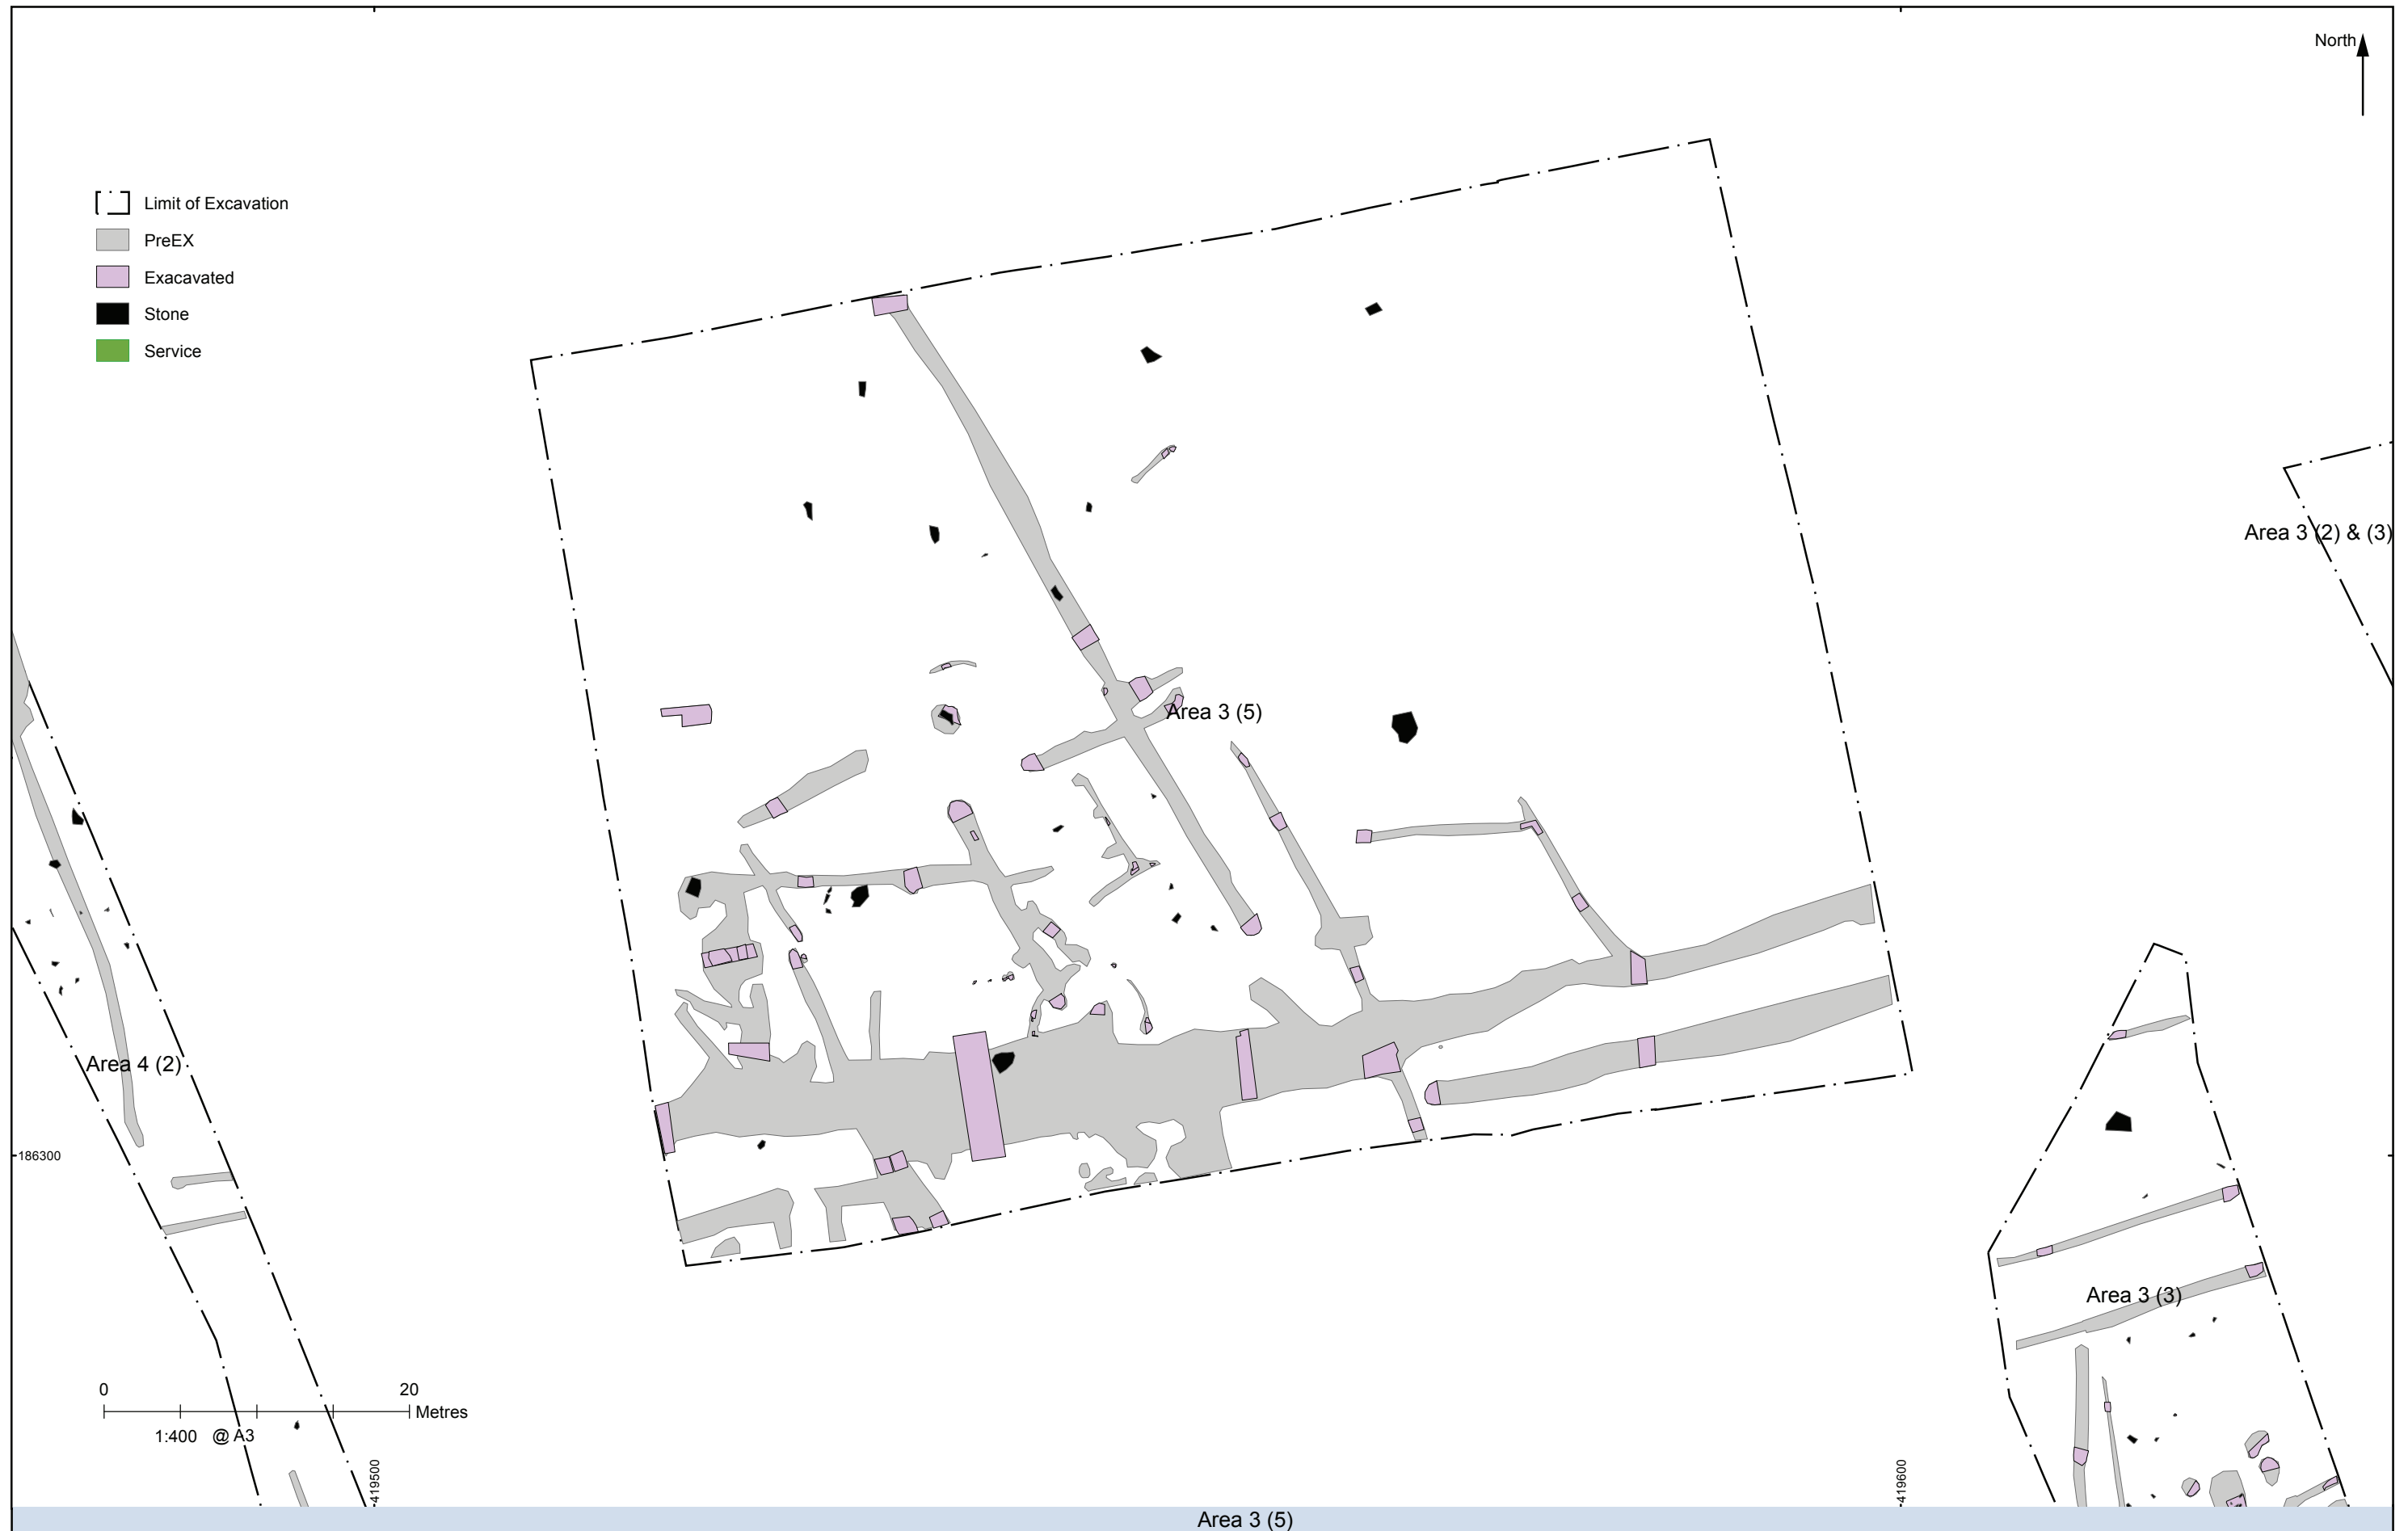 North
Limit of Excavation
PreEX
Exacavated
Stone
Service
Area 3 (2) & (3)
Area 3 (5)
Area 4 (2)
186300
Area 3 (3)
0 20
Metres
1:400 @ A3
419500
419600
Area 3 (5)